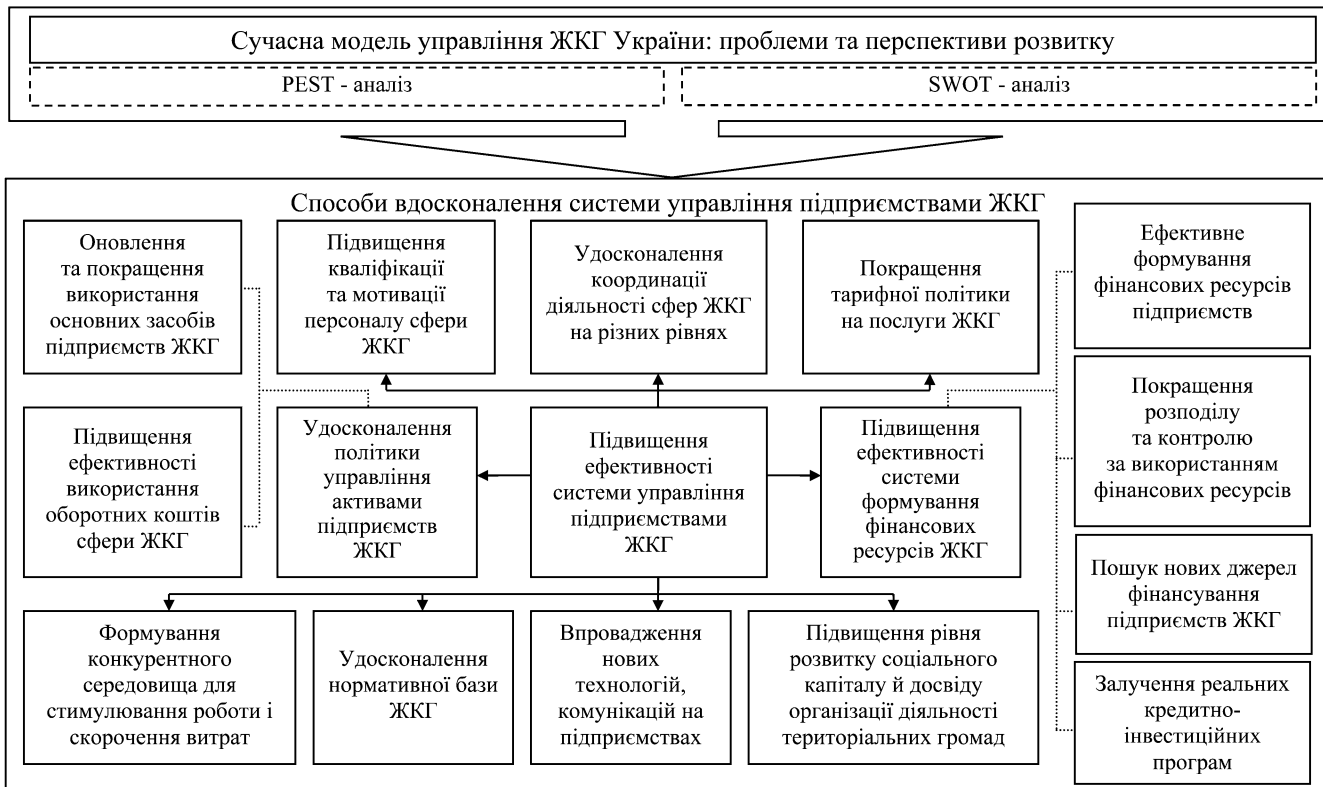 Сучасна модель управління ЖКГ України: проблеми та перспективи розвитку
PEST - аналіз
SWOT - аналіз
Способи вдосконалення системи управління підприємствами ЖКГ
Оновлення
та покращення
використання
основних засобів
підприємств ЖКГ
Підвищення
кваліфікації
та мотивації
персоналу сфери
ЖКГ
Удосконалення
координації
діяльності сфер ЖКГ
на різних рівнях
Покращення
тарифної політики
на послуги ЖКГ
Ефективне
формування
фінансових ресурсів
підприємств
Підвищення
ефективності
використання
оборотних коштів
сфери ЖКГ
Удосконалення
політики
управління
активами
підприємств
ЖКГ
Підвищення
ефективності
системи управління
підприємствами
ЖКГ
Підвищення
ефективності
системи
формування
фінансових
ресурсів ЖКГ
Покращення
розподілу
та контролю
за використанням
фінансових ресурсів
Пошук нових джерел
фінансування
підприємств ЖКГ
Формування
конкурентного
середовища для
стимулювання роботи і
скорочення витрат
Удосконалення
нормативної бази
ЖКГ
Впровадження
нових
технологій,
комунікацій на
підприємствах
Підвищення рівня
розвитку соціального
капіталу й досвіду
організації діяльності
територіальних громад
Залучення реальних
кредитно-
інвестиційних
програм